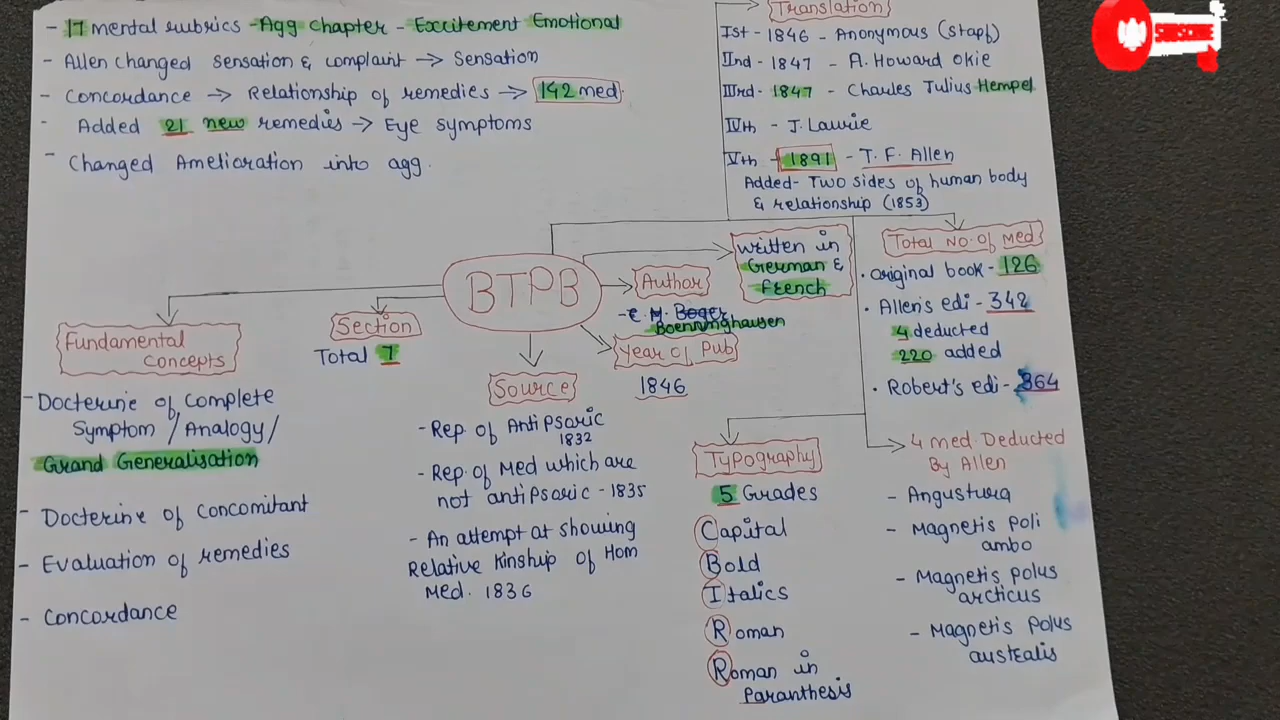 - 17 mental rubrics - Agg Chapter - Excitement Emotional
- Allen changed sensation & complaint → Sensation
- Concordance → Relationship of remedies → 142 med.
- Added 21 new remedies → Eye symptoms
- Changed Amelioration into agg.
Translation
Ist - 1846 - Anonymous (Stapf)
IInd - 1847 - A. Howard Okie
IIIrd - 1847 - Charles Julius Hempel
IVth - J. Laurie
Vth - 1891 - T. F. Allen
Added - Two sides of human body
& relationship (1853)
SUBSCRIBE
BTPB
Fundamental
Concepts
- Docterine of Complete
Symptom / Analogy /
Grand Generalisation
- Docterine of concomitant
- Evaluation of remedies
- Concordance
Section
Total 7
Source
- Rep. of Antipsoric
1832
- Rep. of Med which are
not antipsoric - 1835
- An attempt at showing
Relative Kinship of Hom
Med. 1836
Author
- C. M. Boger
Boenninghausen
Year of Pub
1846
written in
German &
French
Total No. of Med
• original book - 126
• Allen's edi - 342
4 deducted
220 added
• Robert's edi - 364
Typography
5 Grades
Capital
Bold
Italics
Roman
Roman in
Paranthesis
4 med. Deducted
By Allen
- Angustura
- Magnetis Poli
ambo
- Magnetis polus
arcticus
- Magnetis Polus
australis